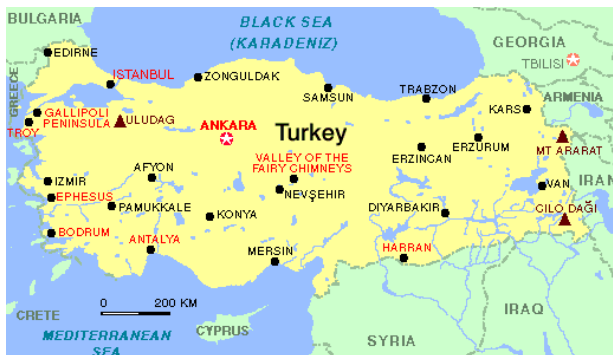 BULGARIA
BLACK SEA
(KARADENIZ)
GEORGIA
TBILISI
EDIRNE
ISTANBUL
ZONGULDAK
SAMSUN
TRABZON
KARS
ARMENIA
GREECE
GALLIPOLI
PENINSULA
TROY
ULUDAG
ANKARA
Turkey
ERZINCAN
ERZURUM
MT ARARAT
IRAN
VALLEY OF THE
FAIRY CHIMNEYS
AFYON
IZMIR
EPHESUS
PAMUKKALE
NEVŞEHIR
KONYA
DIYARBAKIR
VAN
CILO DAĞI
BODRUM
ANTALYA
MERSIN
HARRAN
0 200 KM
CRETE
MEDITERRANEAN
SEA
CYPRUS
SYRIA
IRAQ